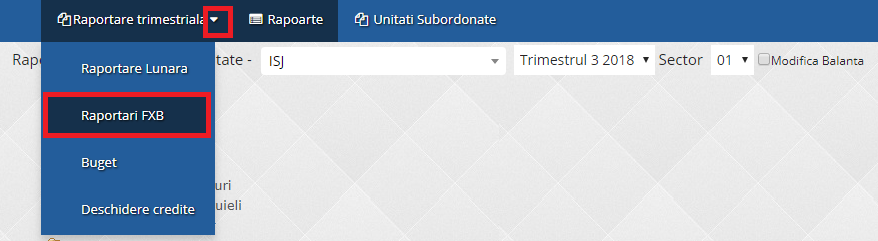 Raportare trimestriala Rapoarte Unitati Subordonate
Rap tate - ISJ Trimestrul 3 2018 Sector 01 Modifica Balanta
Raportare Lunara
Raportari FXB
Buget
uri
uieli
Deschidere credite